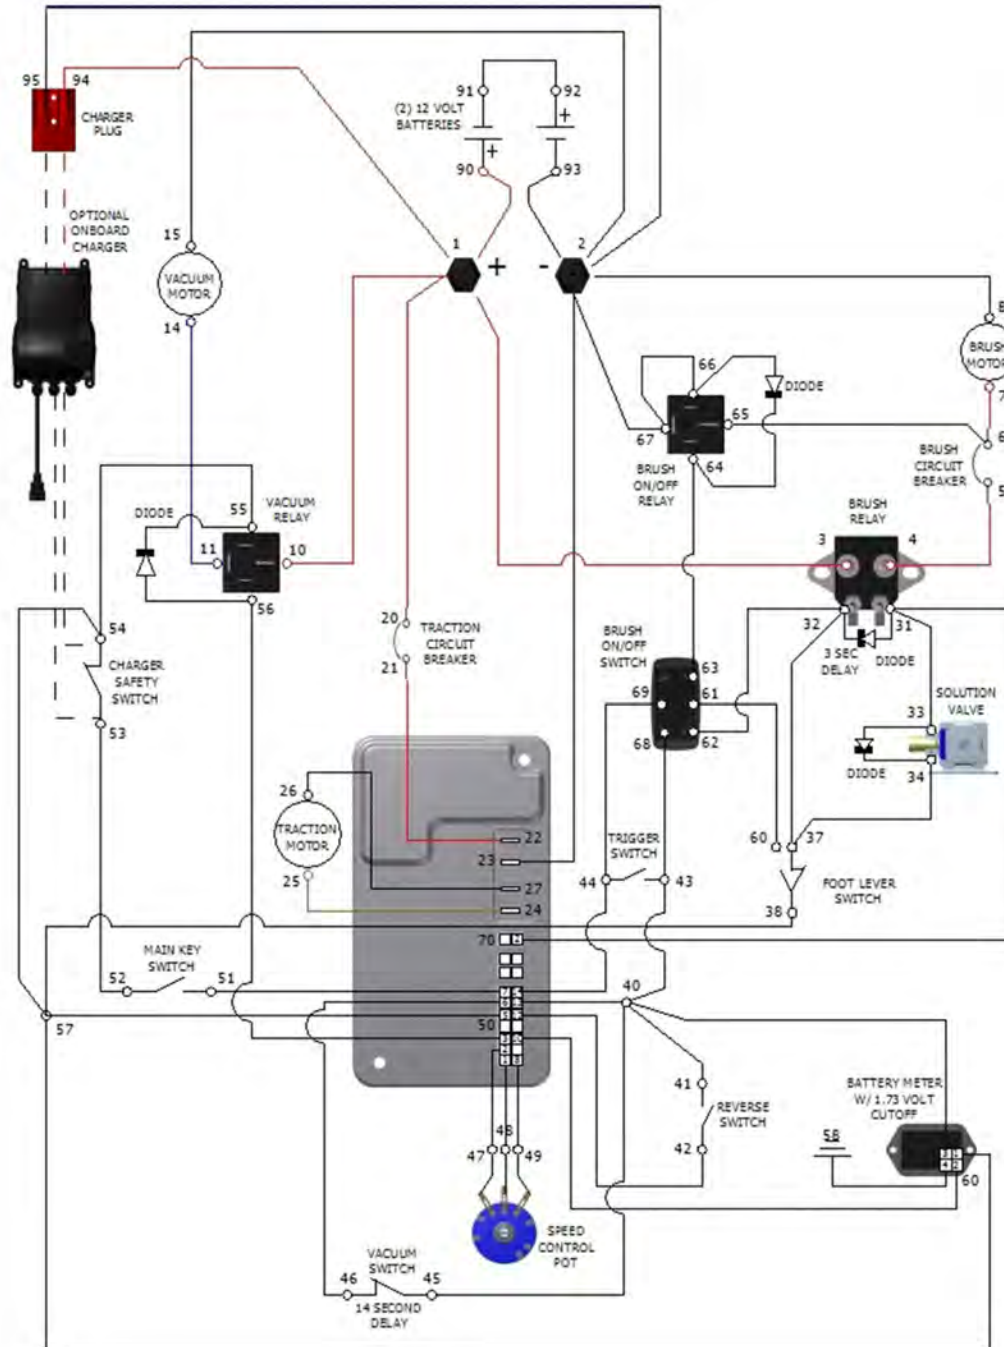 95
94
CHARGER
PLUG
91
92
(2) 12 VOLT
BATTERIES
+
+
90
93
OPTIONAL
ONBOARD
CHARGER
15
VACUUM
MOTOR
14
1
+
-
2
8
BRUSH
MOTOR
7
66
DIODE
65
67
64
BRUSH
ON/OFF
RELAY
6
BRUSH
CIRCUIT
BREAKER
5
DIODE
55
VACUUM
RELAY
11
10
56
BRUSH
RELAY
3
4
32
31
3 SEC
DELAY
DIODE
54
CHARGER
SAFETY
SWITCH
53
20
TRACTION
CIRCUIT
BREAKER
21
BRUSH
ON/OFF
SWITCH
63
69
61
68
62
SOLUTION
VALVE
33
DIODE
34
26
TRACTION
MOTOR
25
22
23
27
24
TRIGGER
SWITCH
44
43
60
37
FOOT LEVER
SWITCH
38
70
MAIN KEY
SWITCH
52
51
57
50
40
41
REVERSE
SWITCH
42
BATTERY METER
W/ 1.73 VOLT
CUTOFF
58
60
47
48
49
SPEED
CONTROL
POT
VACUUM
SWITCH
46
45
14 SECOND
DELAY